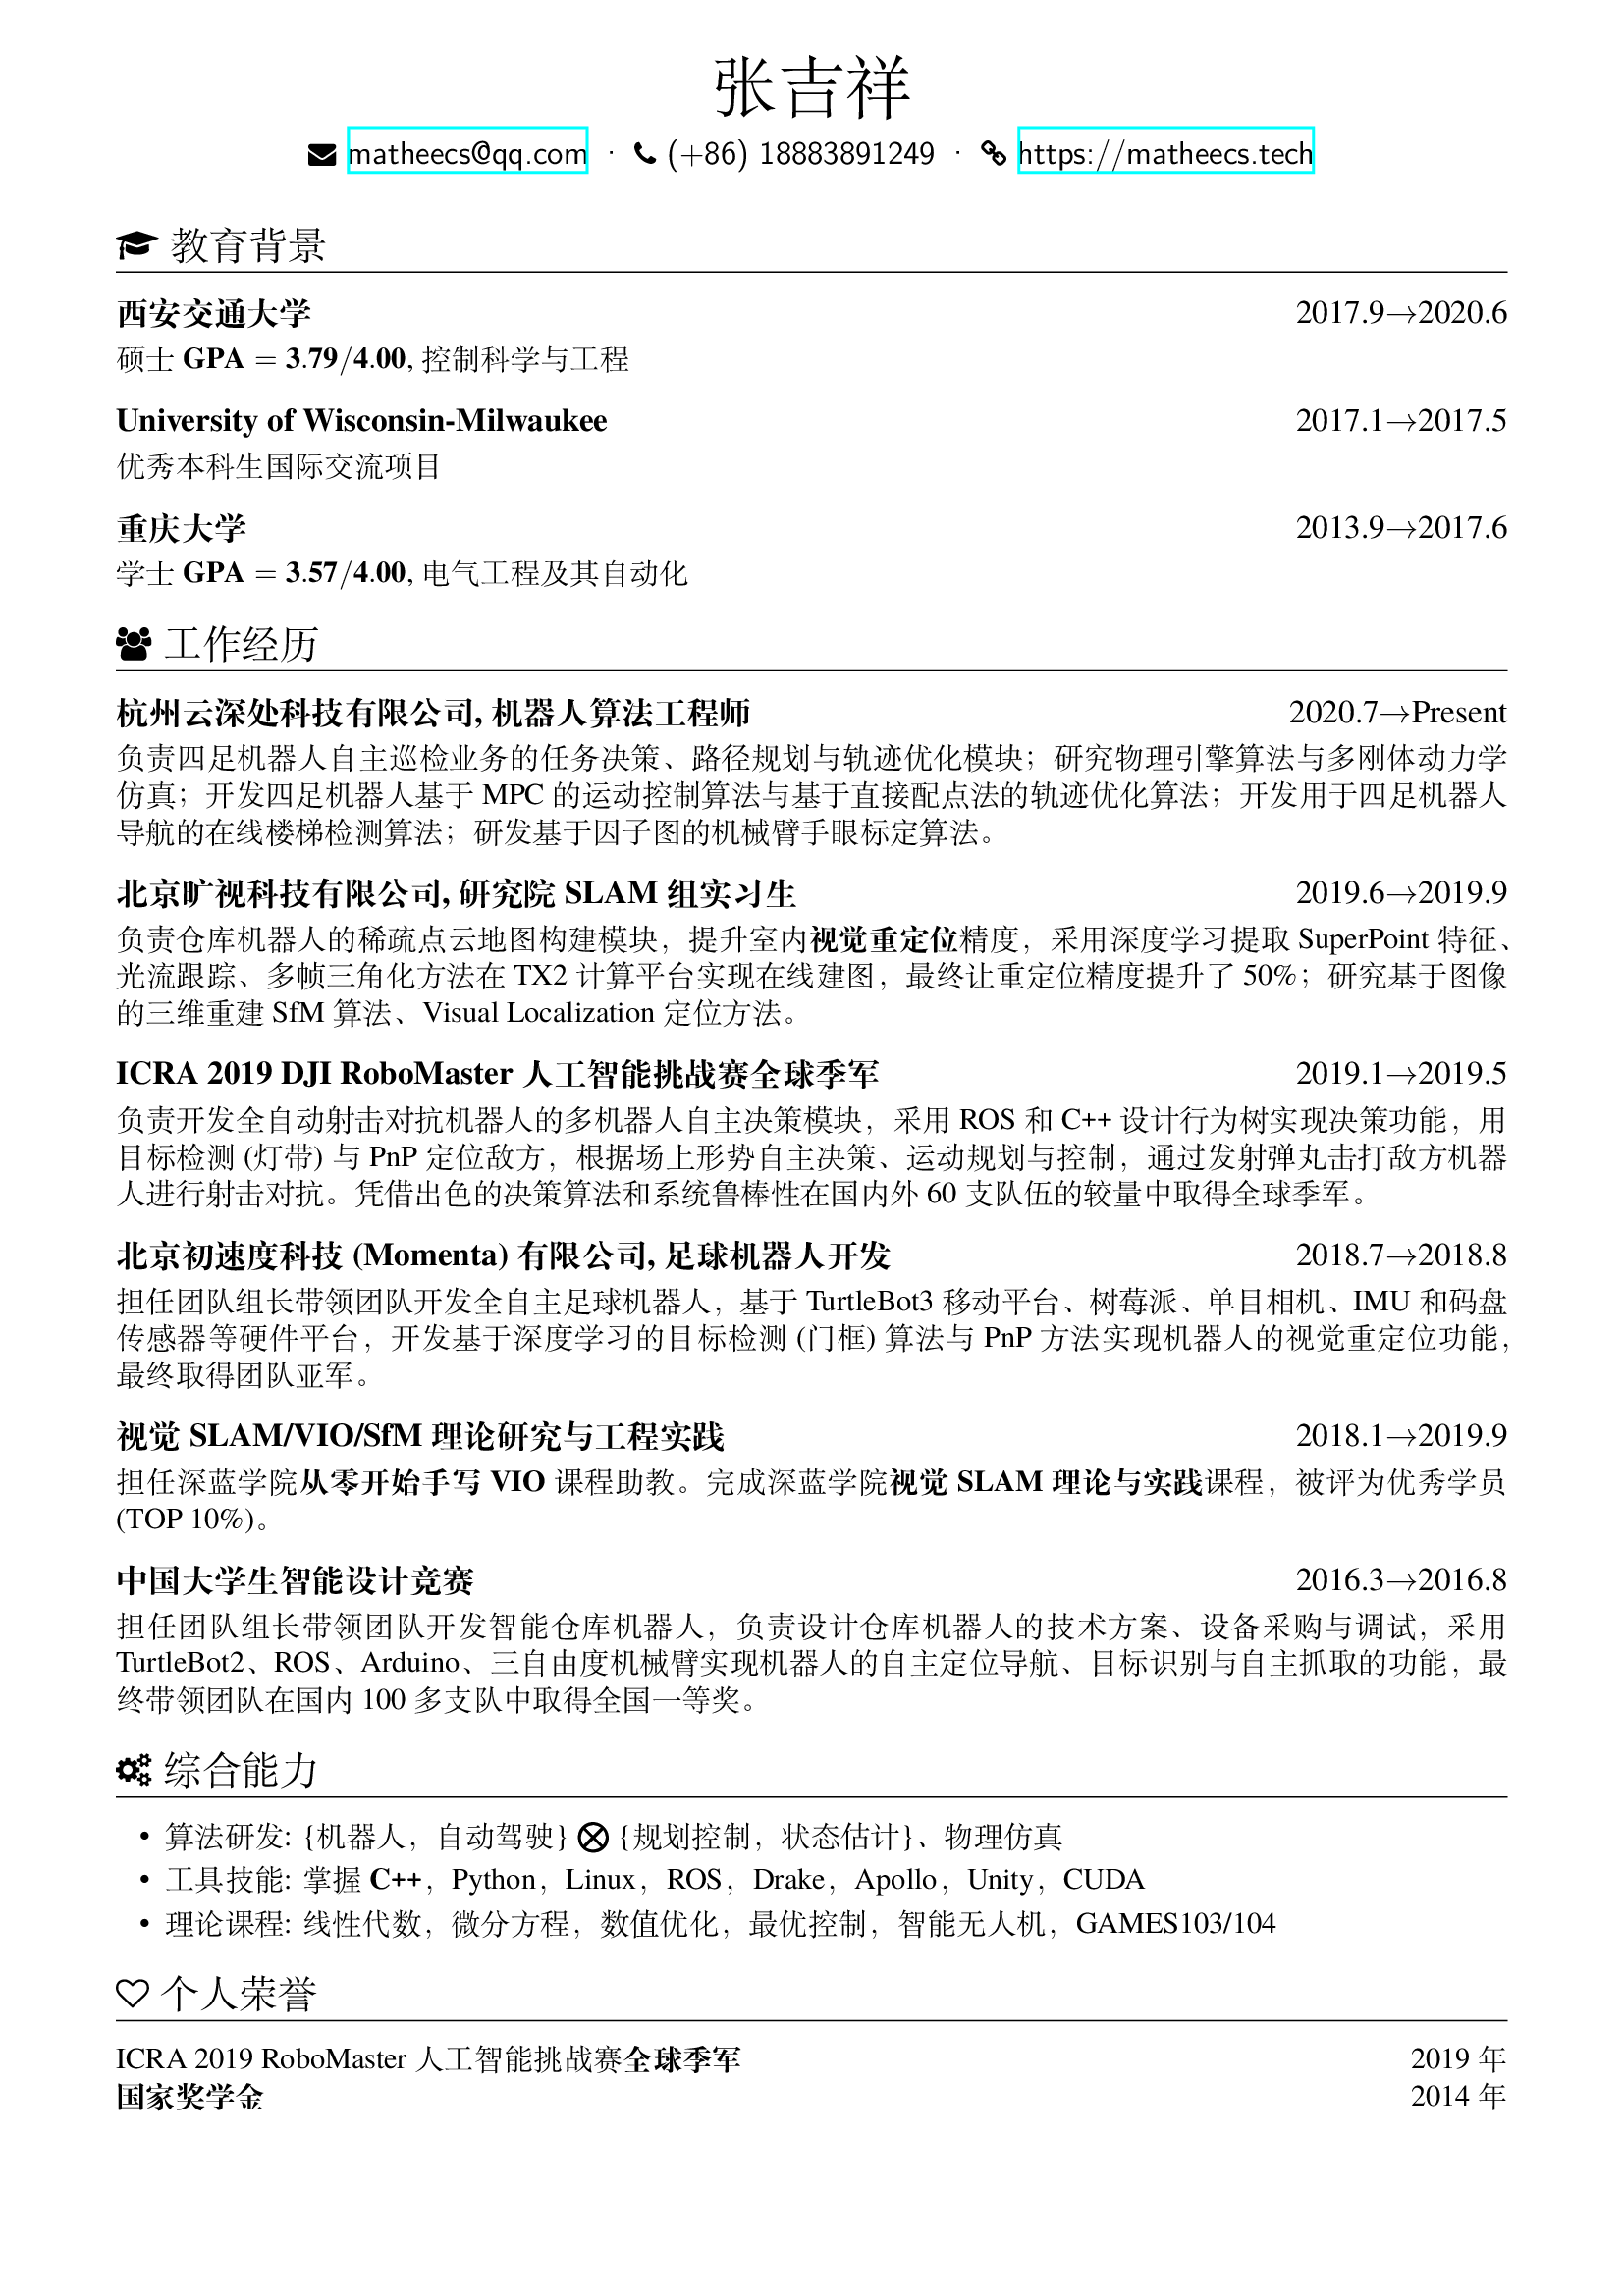 张吉祥
matheecs@qq.com · (+86) 18883891249 · https://matheecs.tech
教育背景
西安交通大学 2017.9→2020.6
硕士 GPA = 3.79/4.00, 控制科学与工程
University of Wisconsin-Milwaukee 2017.1→2017.5
优秀本科生国际交流项目
重庆大学 2013.9→2017.6
学士 GPA = 3.57/4.00, 电气工程及其自动化
工作经历
杭州云深处科技有限公司, 机器人算法工程师 2020.7→Present
负责四足机器人自主巡检业务的任务决策、路径规划与轨迹优化模块；研究物理引擎算法与多刚体动力学
仿真；开发四足机器人基于 MPC 的运动控制算法与基于直接配点法的轨迹优化算法；开发用于四足机器人
导航的在线楼梯检测算法；研发基于因子图的机械臂手眼标定算法。
北京旷视科技有限公司, 研究院 SLAM 组实习生 2019.6→2019.9
负责仓库机器人的稀疏点云地图构建模块，提升室内视觉重定位精度，采用深度学习提取 SuperPoint 特征、
光流跟踪、多帧三角化方法在 TX2 计算平台实现在线建图，最终让重定位精度提升了 50%；研究基于图像
的三维重建 SfM 算法、Visual Localization 定位方法。
ICRA 2019 DJI RoboMaster 人工智能挑战赛全球季军 2019.1→2019.5
负责开发全自动射击对抗机器人的多机器人自主决策模块，采用 ROS 和 C++ 设计行为树实现决策功能，用
目标检测 (灯带) 与 PnP 定位敌方，根据场上形势自主决策、运动规划与控制，通过发射弹丸击打敌方机器
人进行射击对抗。凭借出色的决策算法和系统鲁棒性在国内外 60 支队伍的较量中取得全球季军。
北京初速度科技 (Momenta) 有限公司, 足球机器人开发 2018.7→2018.8
担任团队组长带领团队开发全自主足球机器人，基于 TurtleBot3 移动平台、树莓派、单目相机、IMU 和码盘
传感器等硬件平台，开发基于深度学习的目标检测 (门框) 算法与 PnP 方法实现机器人的视觉重定位功能，
最终取得团队亚军。
视觉 SLAM/VIO/SfM 理论研究与工程实践 2018.1→2019.9
担任深蓝学院从零开始手写 VIO 课程助教。完成深蓝学院视觉 SLAM 理论与实践课程，被评为优秀学员
(TOP 10%)。
中国大学生智能设计竞赛 2016.3→2016.8
担任团队组长带领团队开发智能仓库机器人，负责设计仓库机器人的技术方案、设备采购与调试，采用
TurtleBot2、ROS、Arduino、三自由度机械臂实现机器人的自主定位导航、目标识别与自主抓取的功能，最
终带领团队在国内 100 多支队中取得全国一等奖。
综合能力
• 算法研发: {机器人，自动驾驶} ⨂ {规划控制，状态估计}、物理仿真
• 工具技能: 掌握 C++，Python，Linux，ROS，Drake，Apollo，Unity，CUDA
• 理论课程: 线性代数，微分方程，数值优化，最优控制，智能无人机，GAMES103/104
个人荣誉
ICRA 2019 RoboMaster 人工智能挑战赛全球季军 2019 年
国家奖学金 2014 年